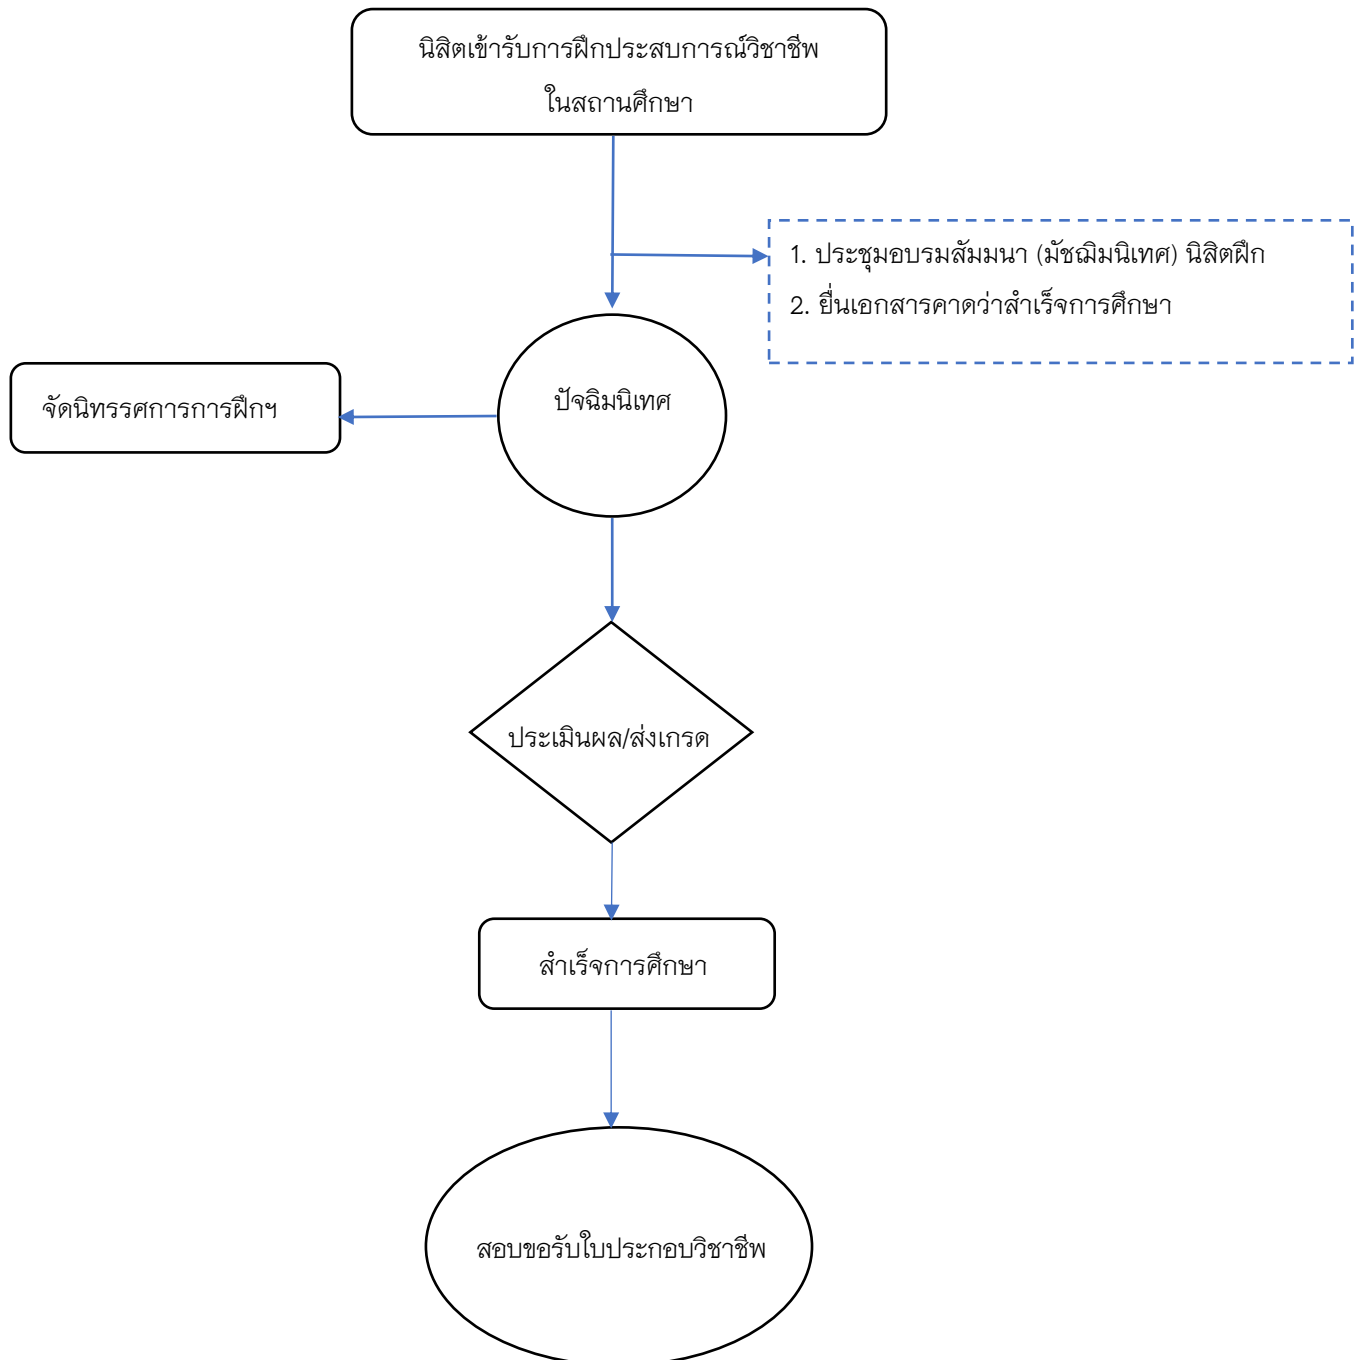 นิสิตเข้ารับการฝึกประสบการณ์วิชาชีพ
ในสถานศึกษา
1. ประชุมอบรมสัมมนา (มัชฌิมนิเทศ) นิสิตฝึก
2. ยื่นเอกสารคาดว่าสำเร็จการศึกษา
ปัจฉิมนิเทศ
จัดนิทรรศการการฝึกฯ
ประเมินผล/ส่งเกรด
สำเร็จการศึกษา
สอบขอรับใบประกอบวิชาชีพ